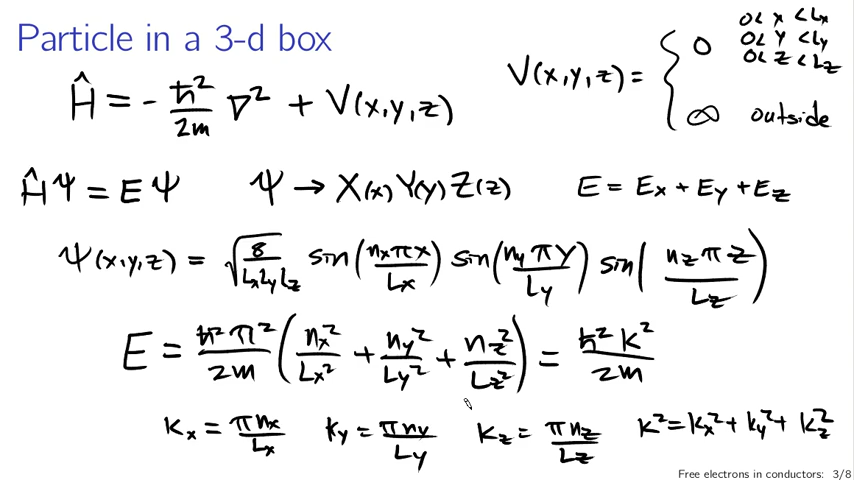 Particle in a 3-d box
Ĥ = - ħ²/2m ∇² + V(x,y,z)
V(x,y,z) = { 0 0< x <Lx
0< y <Ly
0< z <Lz
∞ outside
ĤΨ = EΨ Ψ → X(x)Y(y)Z(z) E = Ex + Ey + Ez
Ψ(x,y,z) = √(8/LxLyLz) sin(nxπx/Lx) sin(nyπy/Ly) sin(nzπz/Lz)
E = ħ²π²/2m (nx²/Lx² + ny²/Ly² + nz²/Lz²) = ħ²k²/2m
kx = πnx/Lx ky = πny/Ly kz = πnz/Lz k² = kx² + ky² + kz²
Free electrons in conductors: 3/8